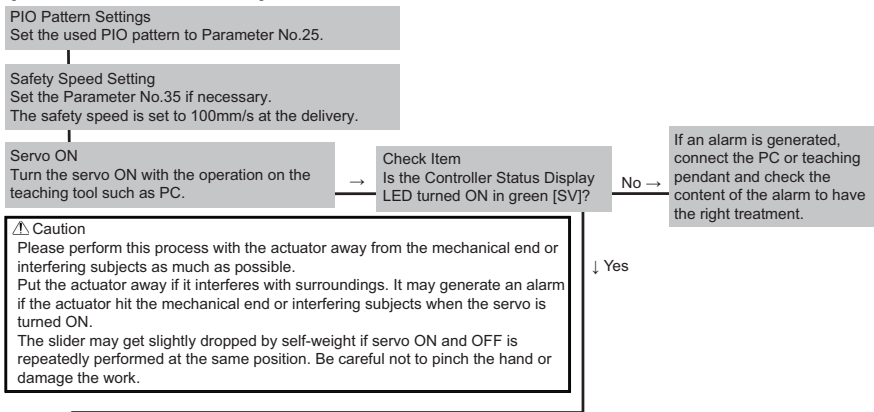 PIO Pattern Settings
Set the used PIO pattern to Parameter No.25.
Safety Speed Setting
Set the Parameter No.35 if necessary.
The safety speed is set to 100mm/s at the delivery.
Servo ON
Turn the servo ON with the operation on the
teaching tool such as PC.
→
Check Item
Is the Controller Status Display
LED turned ON in green [SV]?
No →
If an alarm is generated,
connect the PC or teaching
pendant and check the
content of the alarm to have
the right treatment.
↓ Yes
⚠ Caution
Please perform this process with the actuator away from the mechanical end or
interfering subjects as much as possible.
Put the actuator away if it interferes with surroundings. It may generate an alarm
if the actuator hit the mechanical end or interfering subjects when the servo is
turned ON.
The slider may get slightly dropped by self-weight if servo ON and OFF is
repeatedly performed at the same position. Be careful not to pinch the hand or
damage the work.